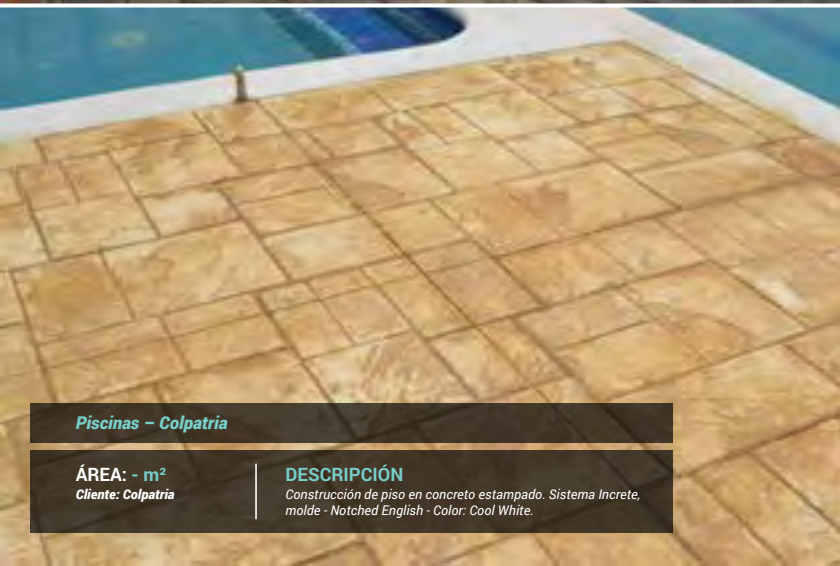 Piscinas – Colpatria
ÁREA: - m²
Cliente: Colpatria
DESCRIPCIÓN
Construcción de piso en concreto estampado. Sistema Increte,
molde - Notched English - Color: Cool White.